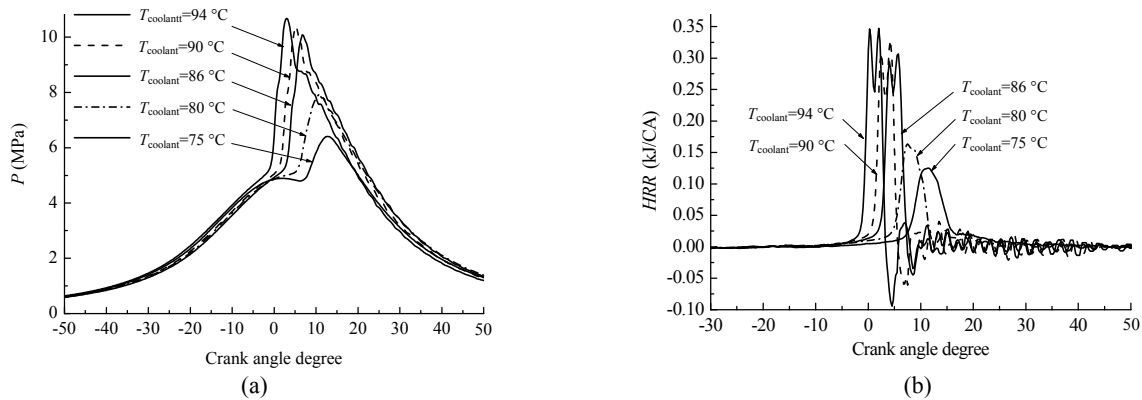 T_coolantt=94 °C
T_coolant=90 °C
T_coolant=86 °C
T_coolant=80 °C
T_coolant=75 °C
P (MPa)
10
8
6
4
2
0
-50 -40 -30 -20 -10 0 10 20 30 40 50
Crank angle degree
(a)
HRR (kJ/CA)
0.35
0.30
0.25
0.20
0.15
0.10
0.05
0.00
-0.05
-0.10
T_coolantt=94 °C
T_coolant=90 °C
T_coolant=86 °C
T_coolant=80 °C
T_coolant=75 °C
-30 -20 -10 0 10 20 30 40 50
Crank angle degree
(b)